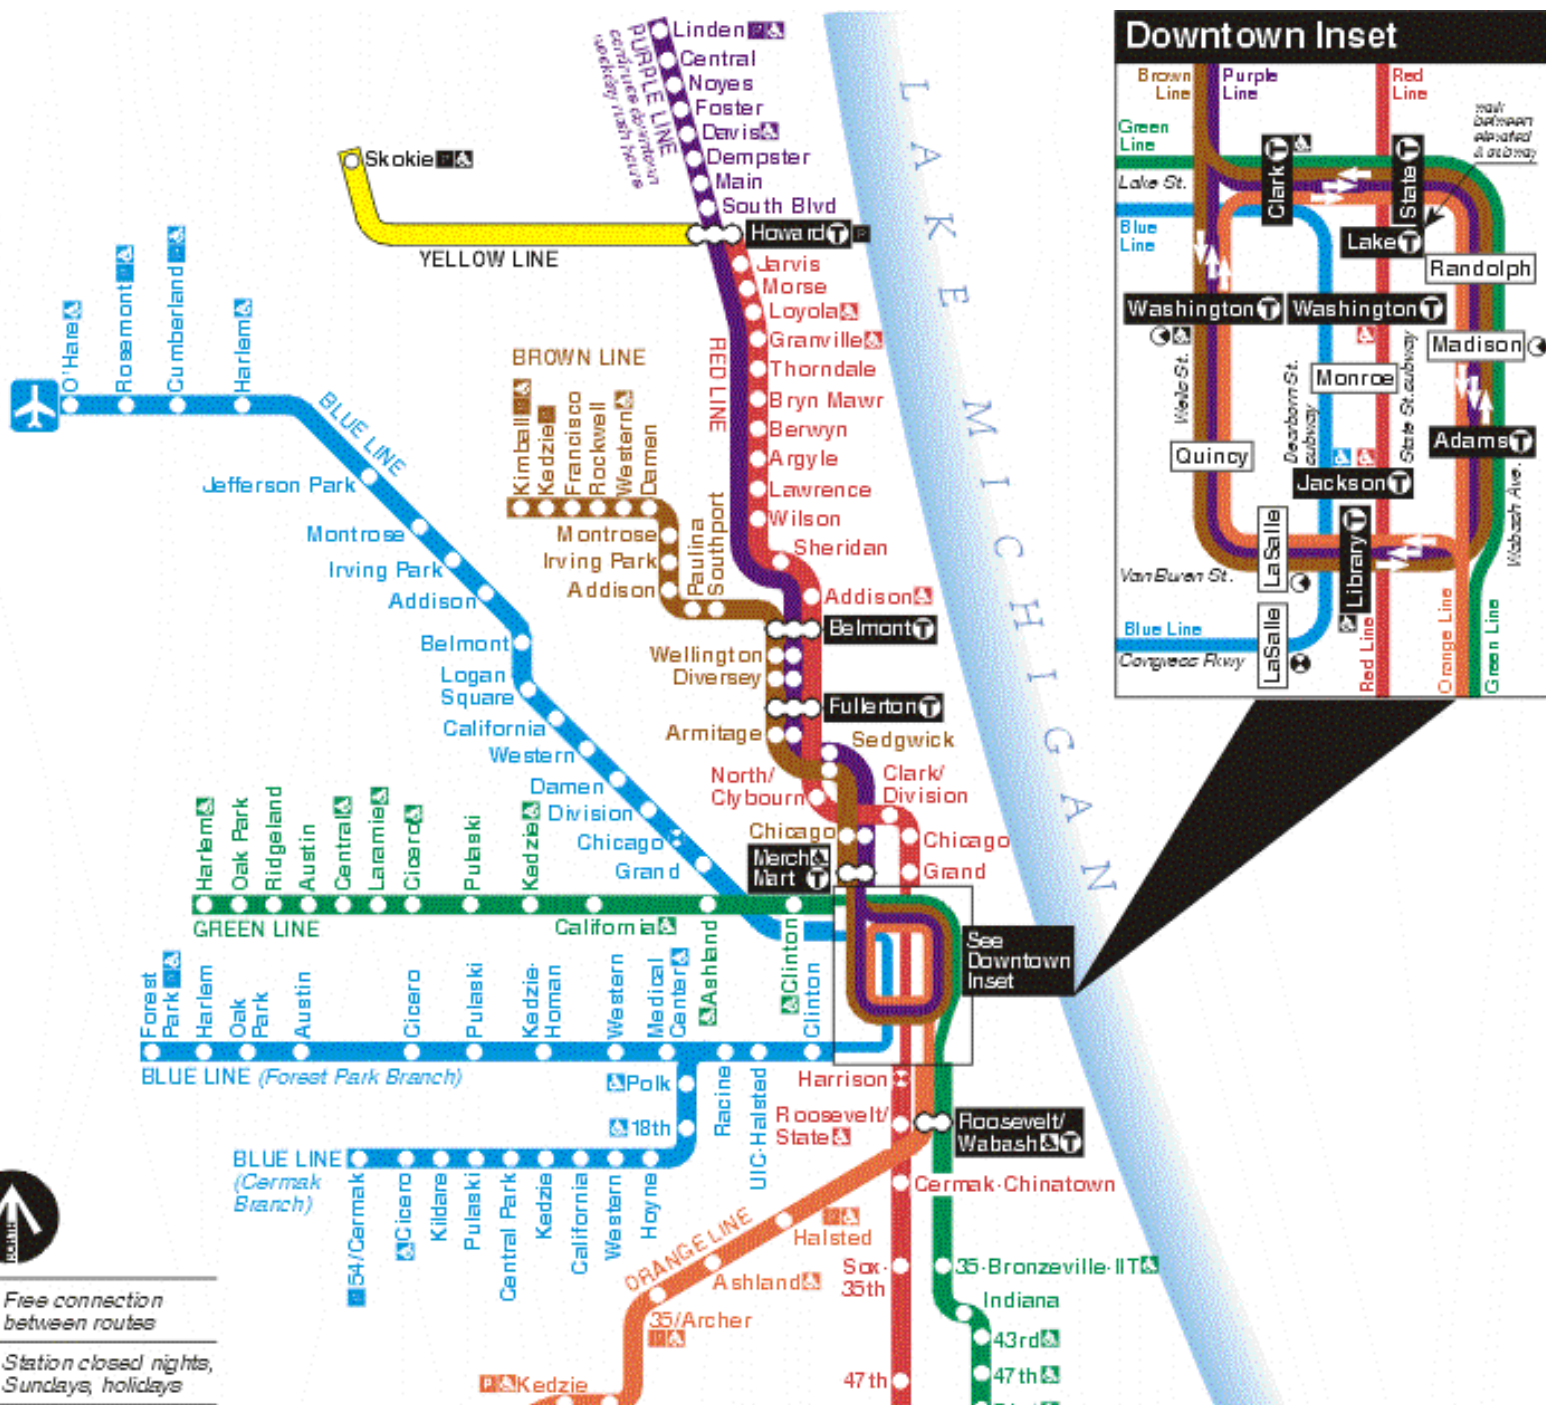 Linden
Central
Noyes
Foster
Davis
Dempster
Main
South Blvd
Howard T
PURPLE LINE
continues downtown
weekday rush hours
Skokie
YELLOW LINE
Jarvis
Morse
Loyola
Granville
Thorndale
Bryn Mawr
Berwyn
Argyle
Lawrence
Wilson
Sheridan
Addison
Belmont T
Fullerton T
RED LINE
LAKE MICHIGAN
O'Hare
Rosemont
Cumberland
Harlem
BLUE LINE
Jefferson Park
Montrose
Irving Park
Addison
Belmont
Logan
Square
California
Western
Damen
Division
Chicago
Grand
BROWN LINE
Kimball
Kedzie
Francisco
Rockwell
Western
Damen
Montrose
Irving Park
Addison
Paulina
Southport
Wellington
Diversey
Armitage
Sedgwick
North/
Clybourn
Clark/
Division
Chicago
Merch
Mart T
Chicago
Grand
Harlem
Oak Park
Ridgeland
Austin
Central
Laramie
Cicero
Pulaski
Kedzie
California
Ashland
Clinton
GREEN LINE
See
Downtown
Inset
Forest
Park
Harlem
Oak
Park
Austin
Cicero
Pulaski
Kedzie-
Homan
Western
Medical
Center
Racine
UIC-Halsted
Clinton
BLUE LINE (Forest Park Branch)
Polk
18th
BLUE LINE
(Cermak
Branch)
54/Cermak
Cicero
Kildare
Pulaski
Central Park
Kedzie
California
Western
Hoyne
Harrison
Roosevelt/
State
Roosevelt/
Wabash T
Cermak-Chinatown
Sox-
35th
47th
35-Bronzeville-IIT
Indiana
43rd
47th
ORANGE LINE
Halsted
Ashland
35/Archer
P Kedzie
NORTH
Free connection
between routes
Station closed nights,
Sundays, holidays
Downtown Inset
Brown
Line
Purple
Line
Red
Line
Green
Line
Lake St.
Blue
Line
walk
between
elevated
& subway
Clark T
State T
Lake T
Randolph
Washington T
Washington T
Madison
Monroe
Wells St.
Dearborn St.
subway
State St. subway
Quincy
Adams T
Jackson T
LaSalle
Library T
Wabash Ave.
Van Buren St.
LaSalle
Blue Line
Congress Pkwy
Red Line
Orange Line
Green Line